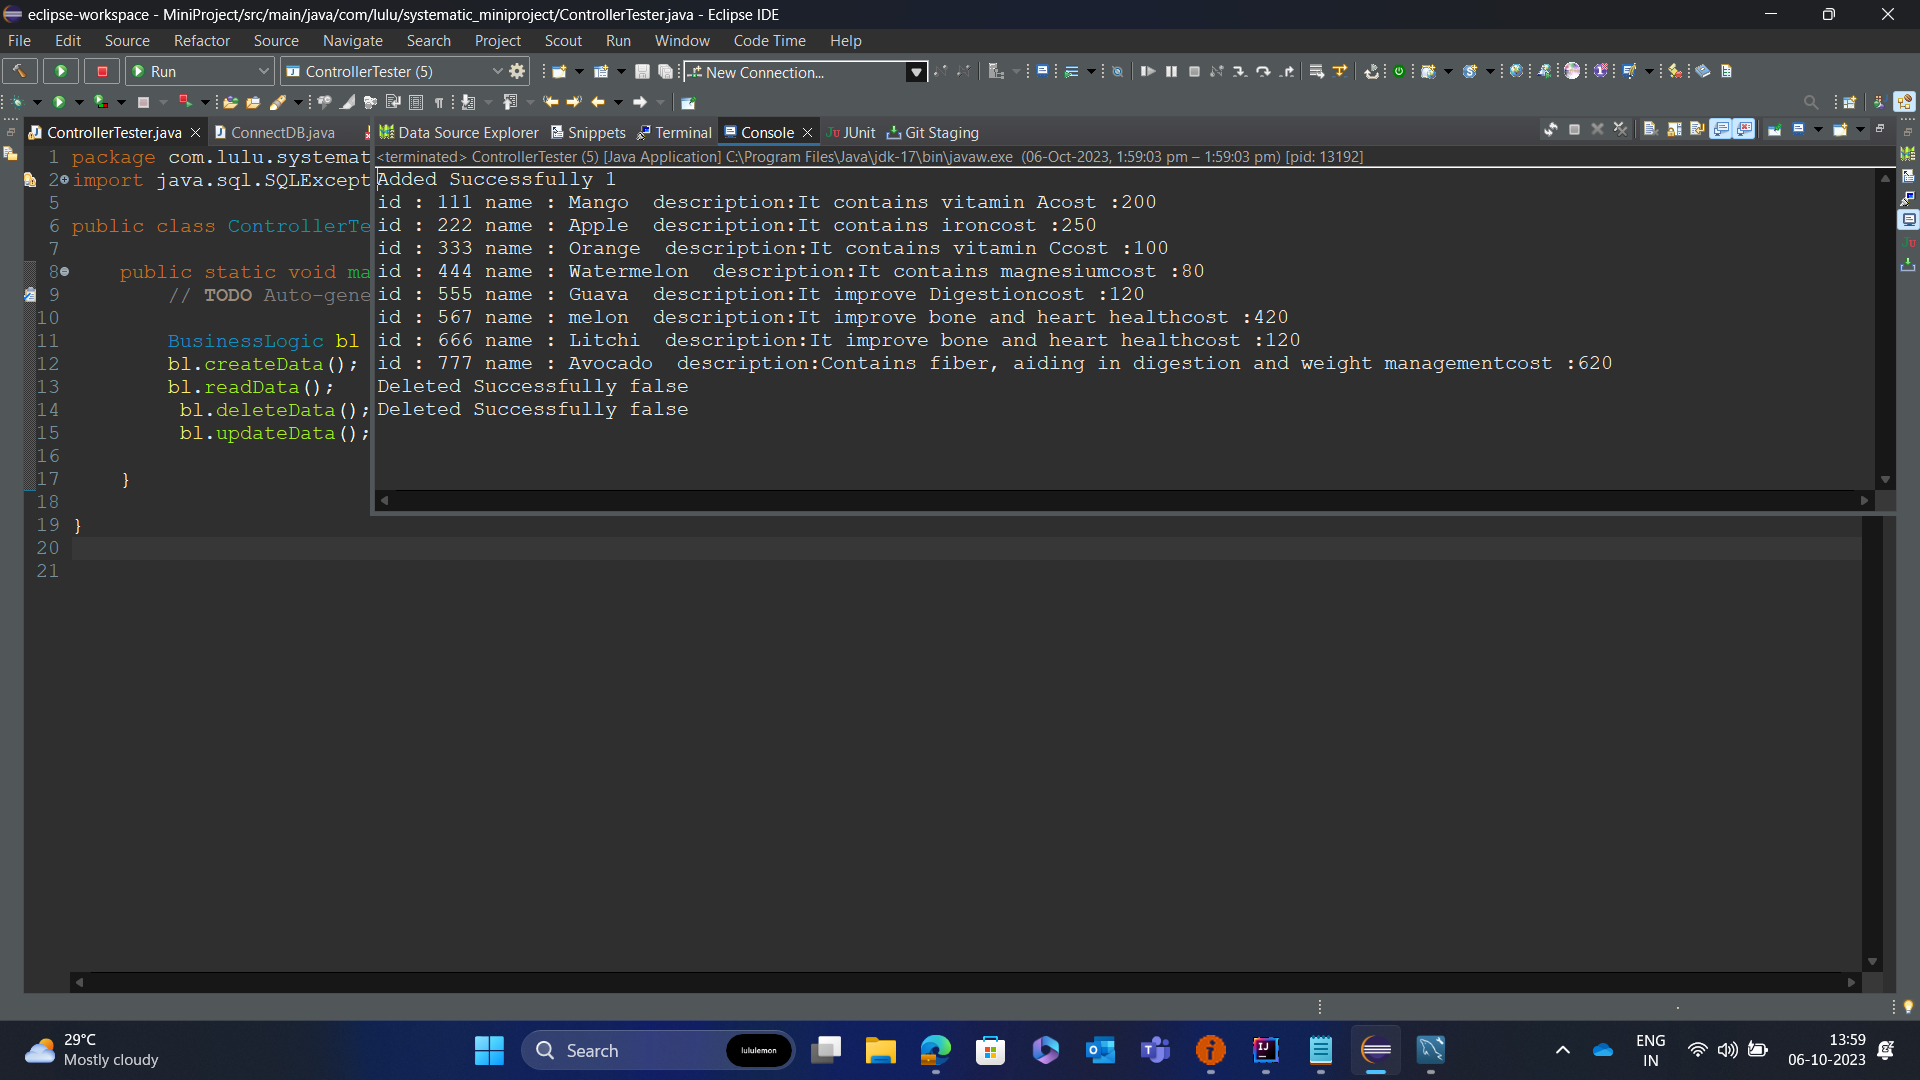 eclipse-workspace - MiniProject/src/main/java/com/lulu/systematic_miniproject/ControllerTester.java - Eclipse IDE
File Edit Source Refactor Source Navigate Search Project Scout Run Window Code Time Help
Run ControllerTester (5) New Connection...
ControllerTester.java ConnectDB.java Data Source Explorer Snippets Terminal Console JUnit Git Staging
<terminated> ControllerTester (5) [Java Application] C:\Program Files\Java\jdk-17\bin\javaw.exe (06-Oct-2023, 1:59:03 pm – 1:59:03 pm) [pid: 13192]
1 package com.lulu.systemat
2 import java.sql.SQLExcept
5
6 public class ControllerTe
7
8 public static void ma
9 // TODO Auto-gene
10
11 BusinessLogic bl
12 bl.createData();
13 bl.readData();
14 bl.deleteData();
15 bl.updateData();
16
17 }
18
19 }
20
21
Added Successfully 1
id : 111 name : Mango description:It contains vitamin Acost :200
id : 222 name : Apple description:It contains ironcost :250
id : 333 name : Orange description:It contains vitamin Ccost :100
id : 444 name : Watermelon description:It contains magnesiumcost :80
id : 555 name : Guava description:It improve Digestioncost :120
id : 567 name : melon description:It improve bone and heart healthcost :420
id : 666 name : Litchi description:It improve bone and heart healthcost :120
id : 777 name : Avocado description:Contains fiber, aiding in digestion and weight managementcost :620
Deleted Successfully false
Deleted Successfully false
29°C
Mostly cloudy
Search
lululemon
ENG
IN
13:59
06-10-2023